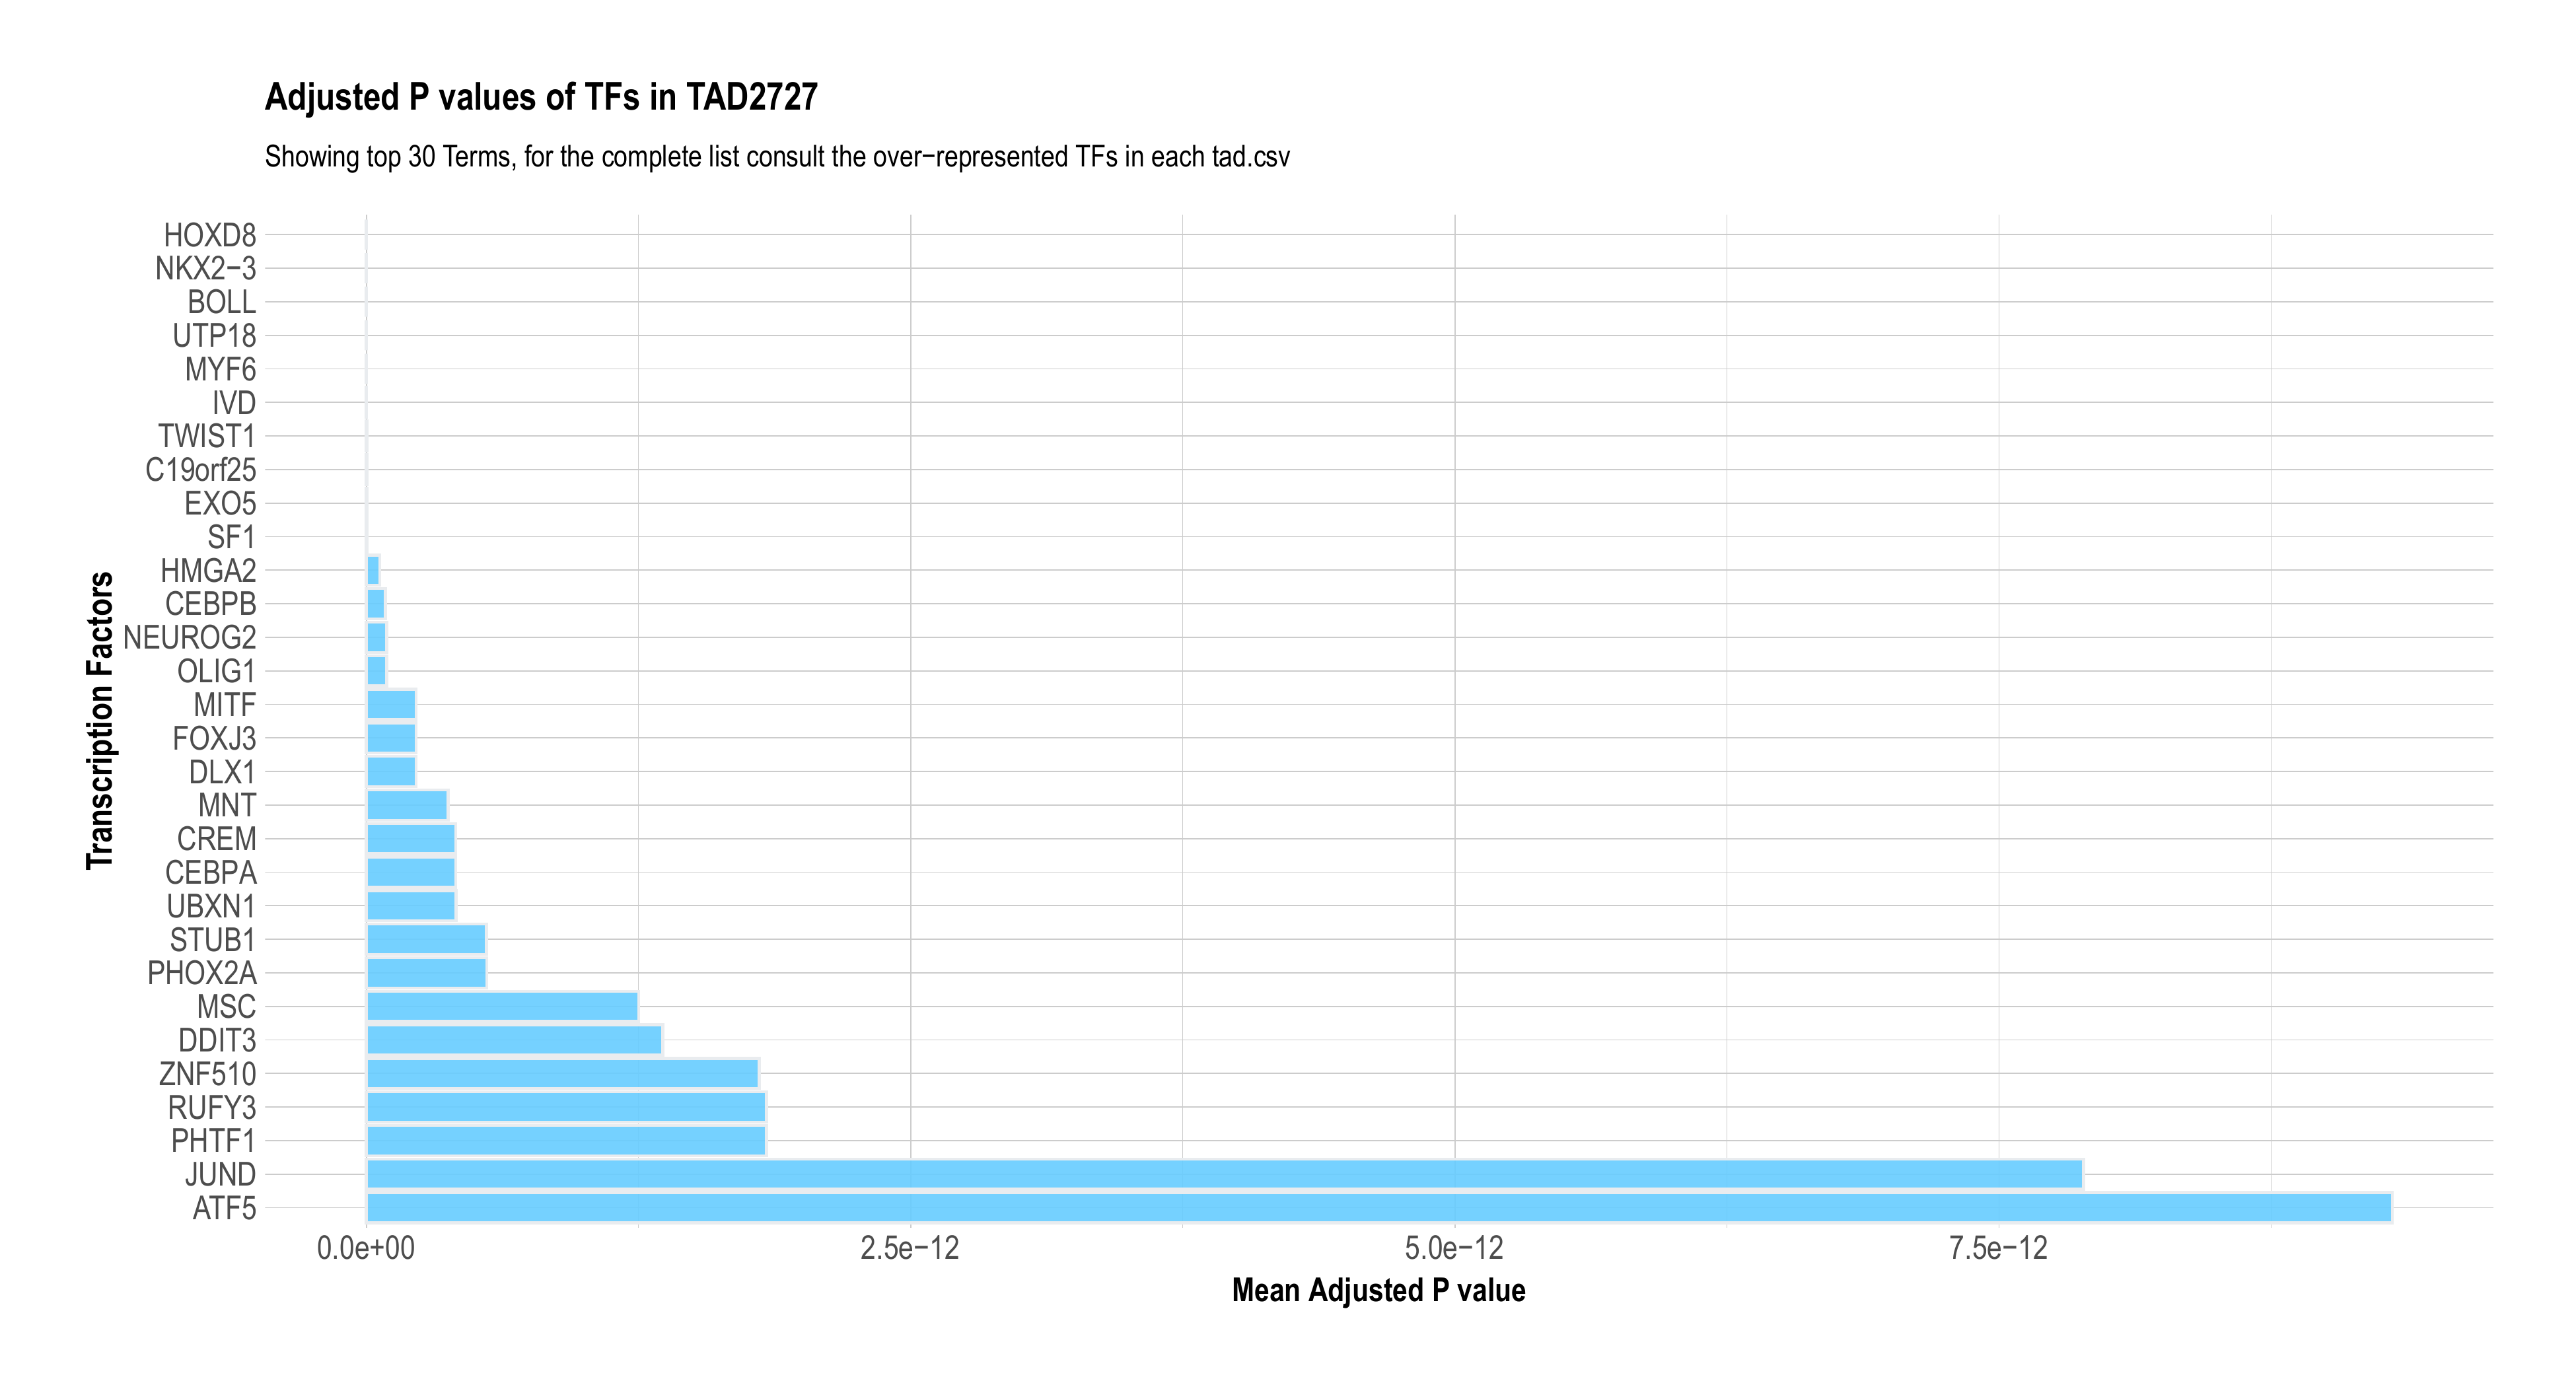 Adjusted P values of TFs in TAD2727
Showing top 30 Terms, for the complete list consult the over−represented TFs in each tad.csv
Transcription Factors
HOXD8
NKX2−3
BOLL
UTP18
MYF6
IVD
TWIST1
C19orf25
EXO5
SF1
HMGA2
CEBPB
NEUROG2
OLIG1
MITF
FOXJ3
DLX1
MNT
CREM
CEBPA
UBXN1
STUB1
PHOX2A
MSC
DDIT3
ZNF510
RUFY3
PHTF1
JUND
ATF5
0.0e+00 2.5e−12 5.0e−12 7.5e−12
Mean Adjusted P value